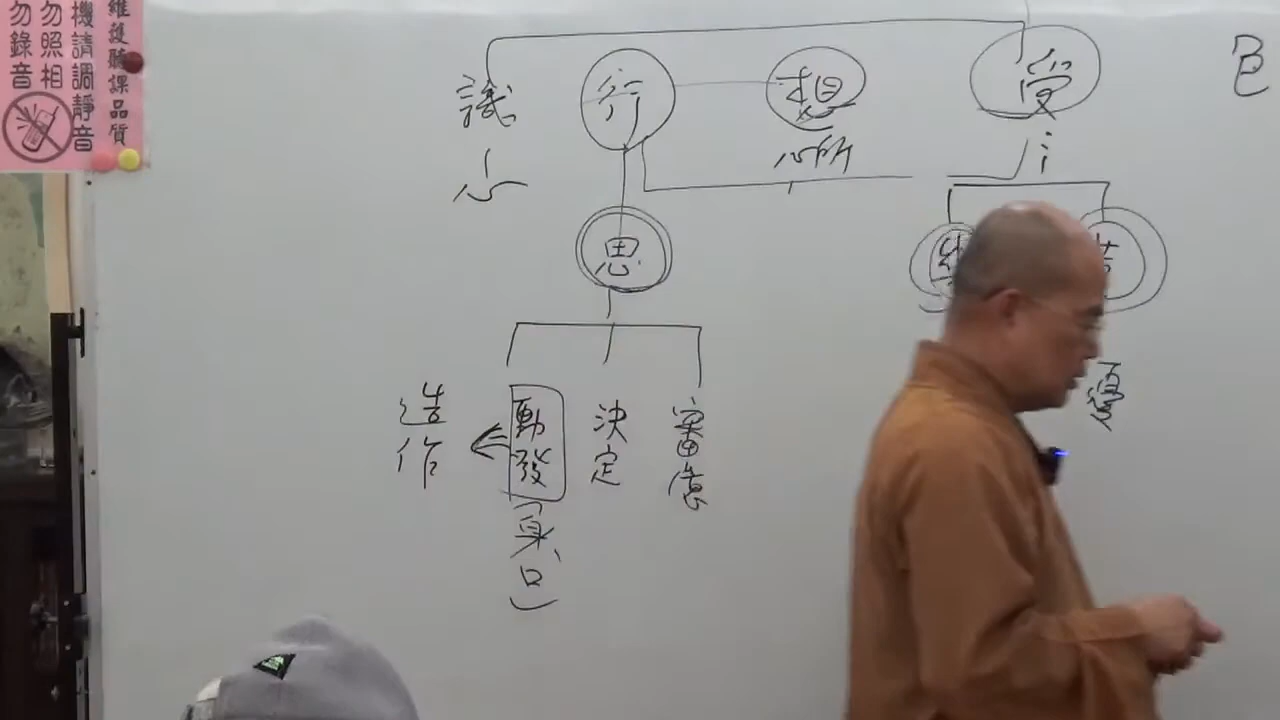 維護聽課品質
機請調靜音
勿照相
勿錄音
色
受
想
行
識
心所
心
思
苦
憂
審慮
決定
動發
(身、口)
造作